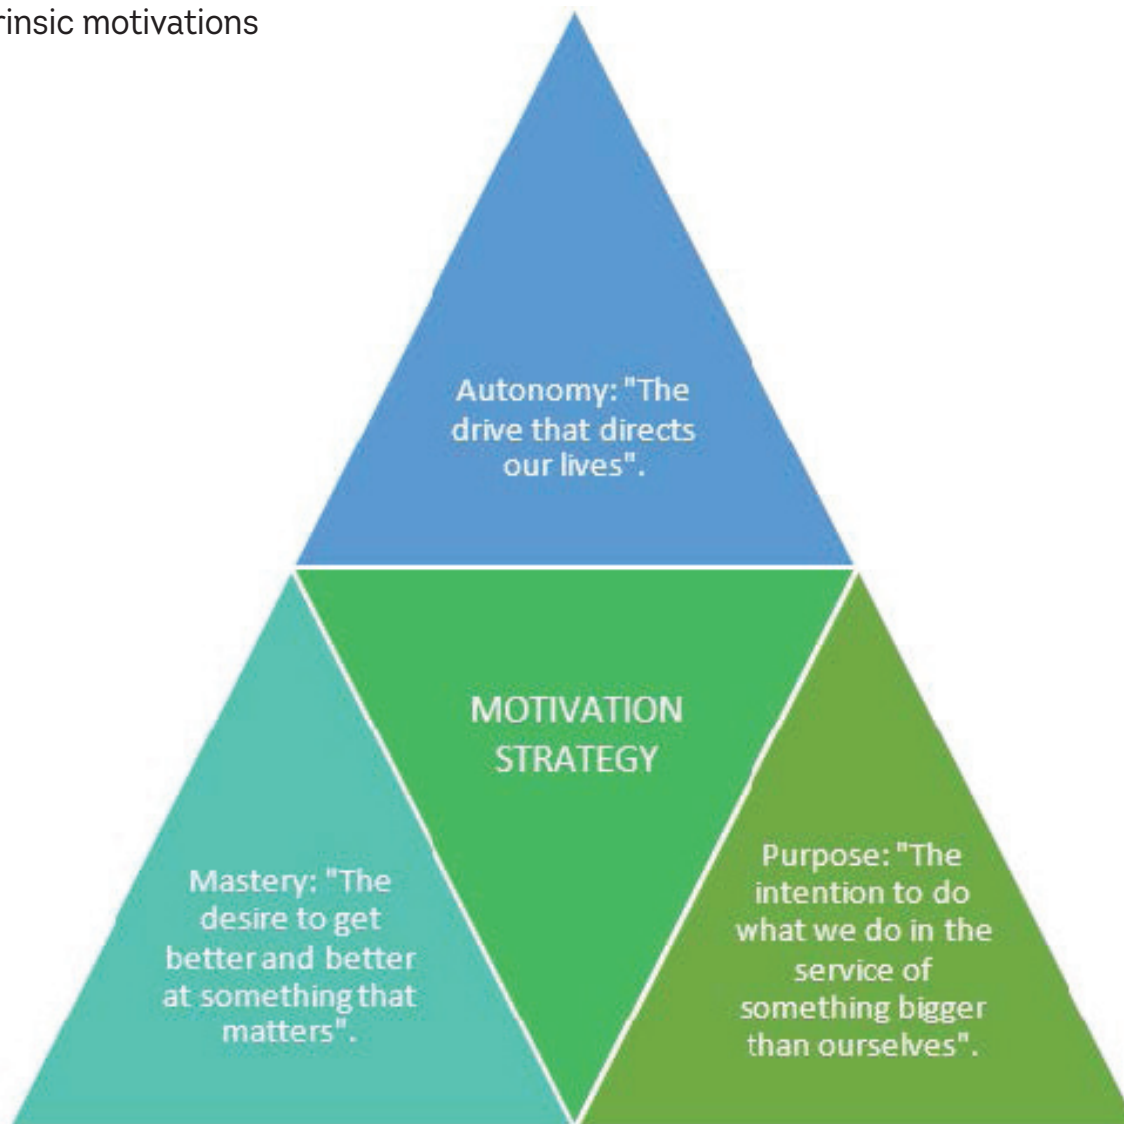 rinsic motivations
Autonomy: "The
drive that directs
our lives".
MOTIVATION
STRATEGY
Mastery: "The
desire to get
better and better
at something that
matters".
Purpose: "The
intention to do
what we do in the
service of
something bigger
than ourselves".